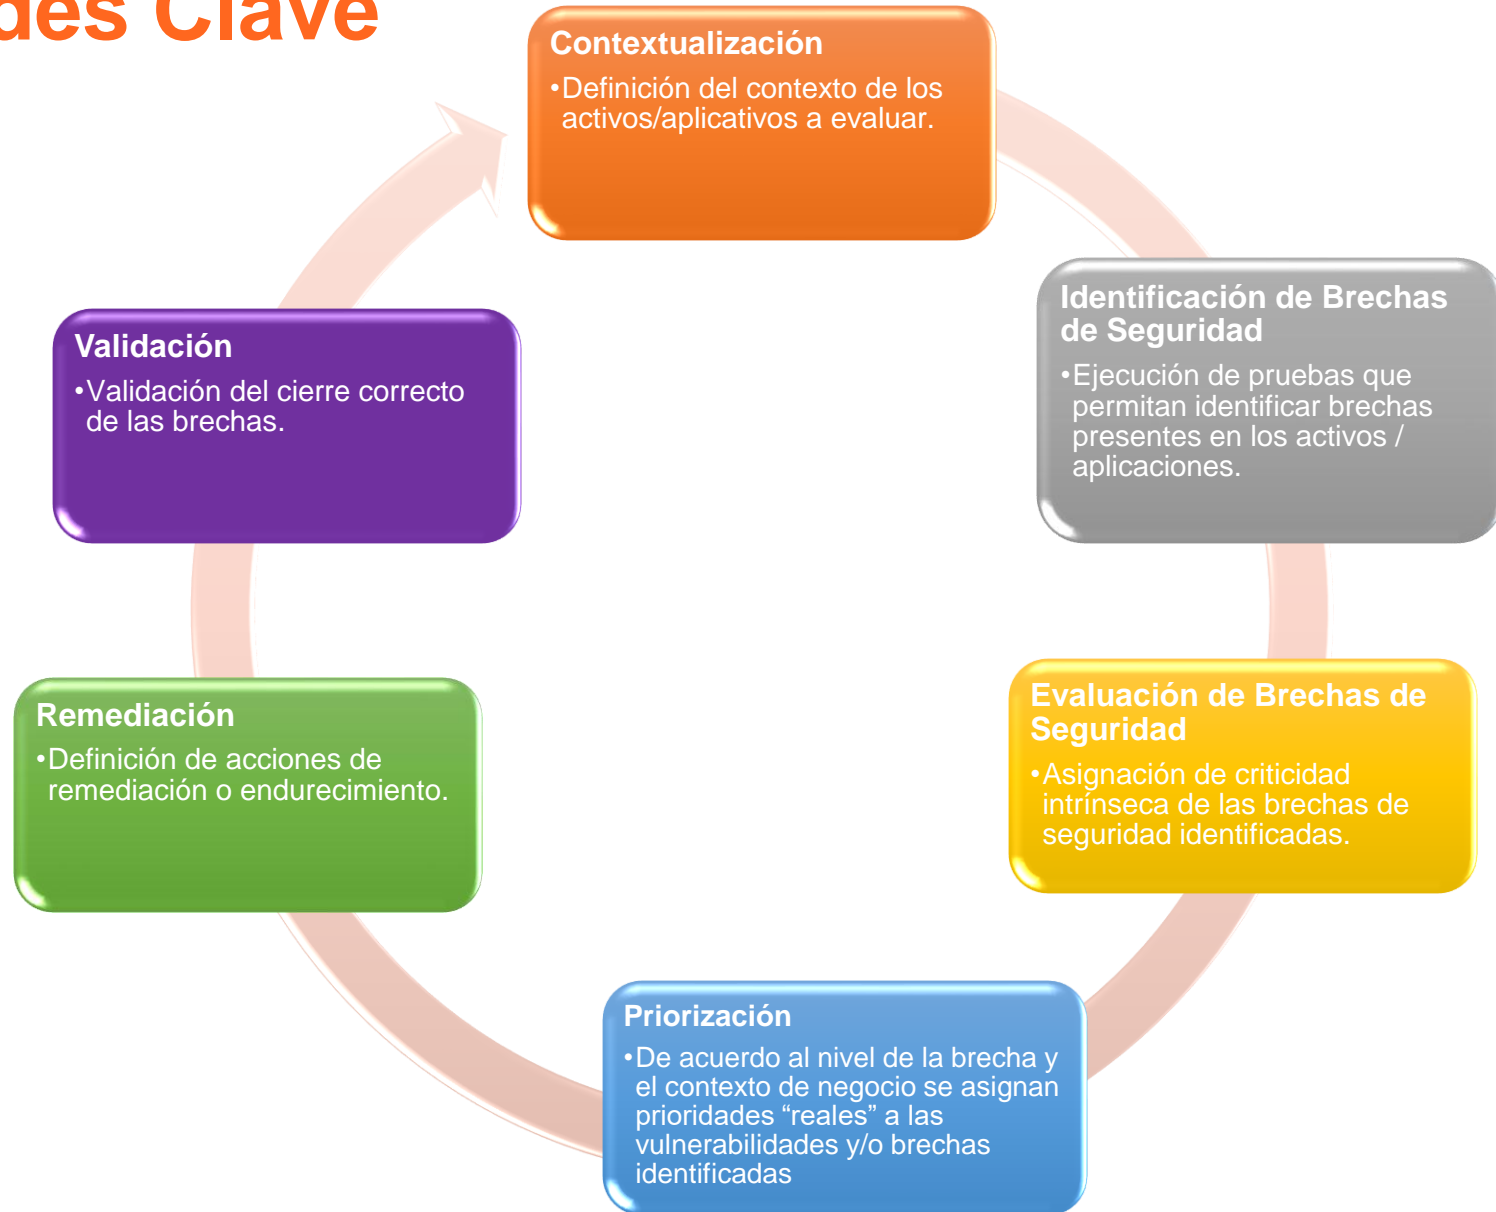 des Clave
Contextualización
•Definición del contexto de los
activos/aplicativos a evaluar.
Identificación de Brechas
de Seguridad
•Ejecución de pruebas que
permitan identificar brechas
presentes en los activos /
aplicaciones.
Evaluación de Brechas de
Seguridad
•Asignación de criticidad
intrínseca de las brechas de
seguridad identificadas.
Priorización
•De acuerdo al nivel de la brecha y
el contexto de negocio se asignan
prioridades “reales” a las
vulnerabilidades y/o brechas
identificadas
Remediación
•Definición de acciones de
remediación o endurecimiento.
Validación
•Validación del cierre correcto
de las brechas.